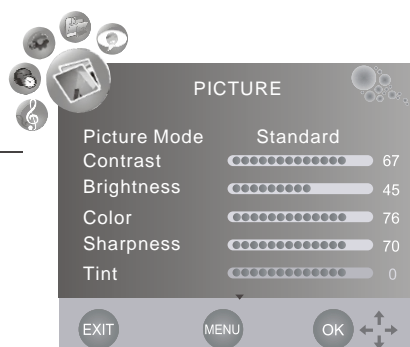 PICTURE
Picture Mode Standard
Contrast 67
Brightness 45
Color 76
Sharpness 70
Tint 0
EXIT MENU OK